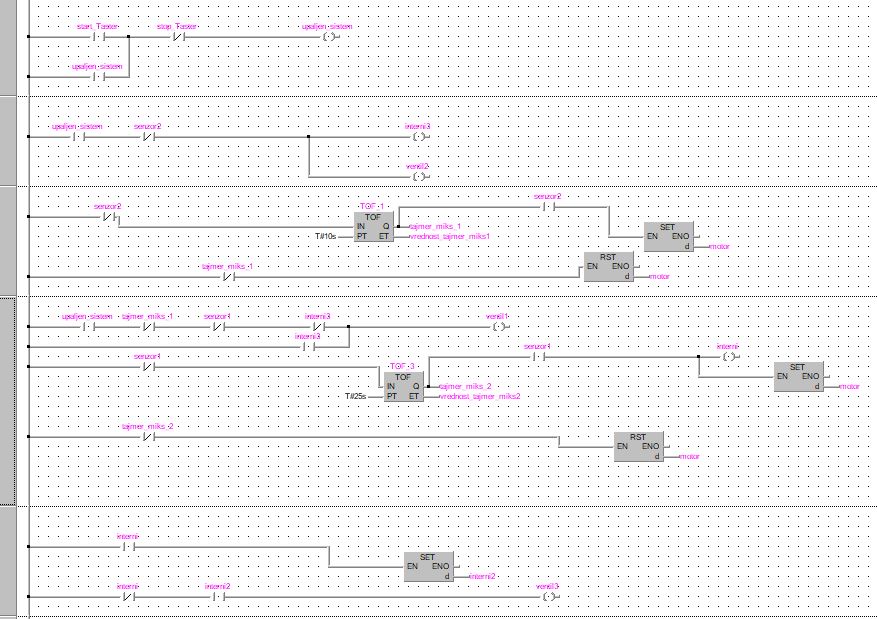 start_Taster stop_Taster upaljen_sistem
upaljen_sistem
upaljen_sistem senzor2 interni3
ventil2
senzor2 TOF_1 senzor2
TOF
IN Q tajmer_miks_1
T#10s PT ET vrednost_tajmer_miks1
SET
EN ENO
d motor
tajmer_miks_1
RST
EN ENO
d motor
upaljen_sistem tajmer_miks_1 senzor1 interni3 ventil1
interni3
senzor1 TOF_3 senzor1 interni
TOF
IN Q tajmer_miks_2
T#25s PT ET vrednost_tajmer_miks2
SET
EN ENO
d motor
tajmer_miks_2
RST
EN ENO
d motor
interni
SET
EN ENO
d interni2
interni interni2 ventil3